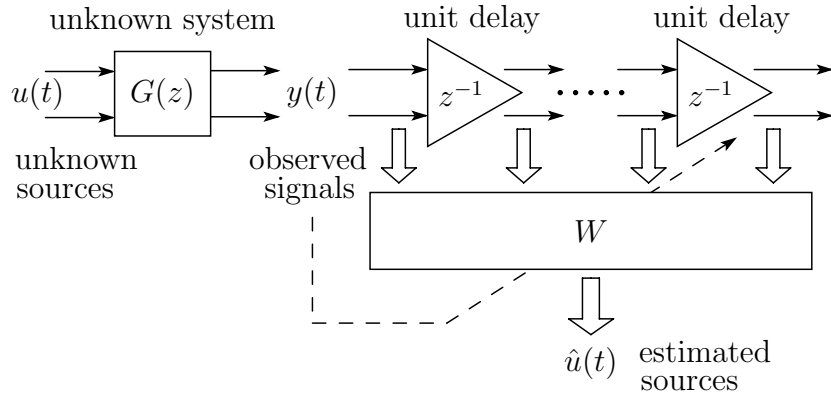 unknown system
unit delay
unit delay
u(t)
G(z)
y(t)
z⁻¹
z⁻¹
unknown
sources
observed
signals
W
û(t)
estimated
sources